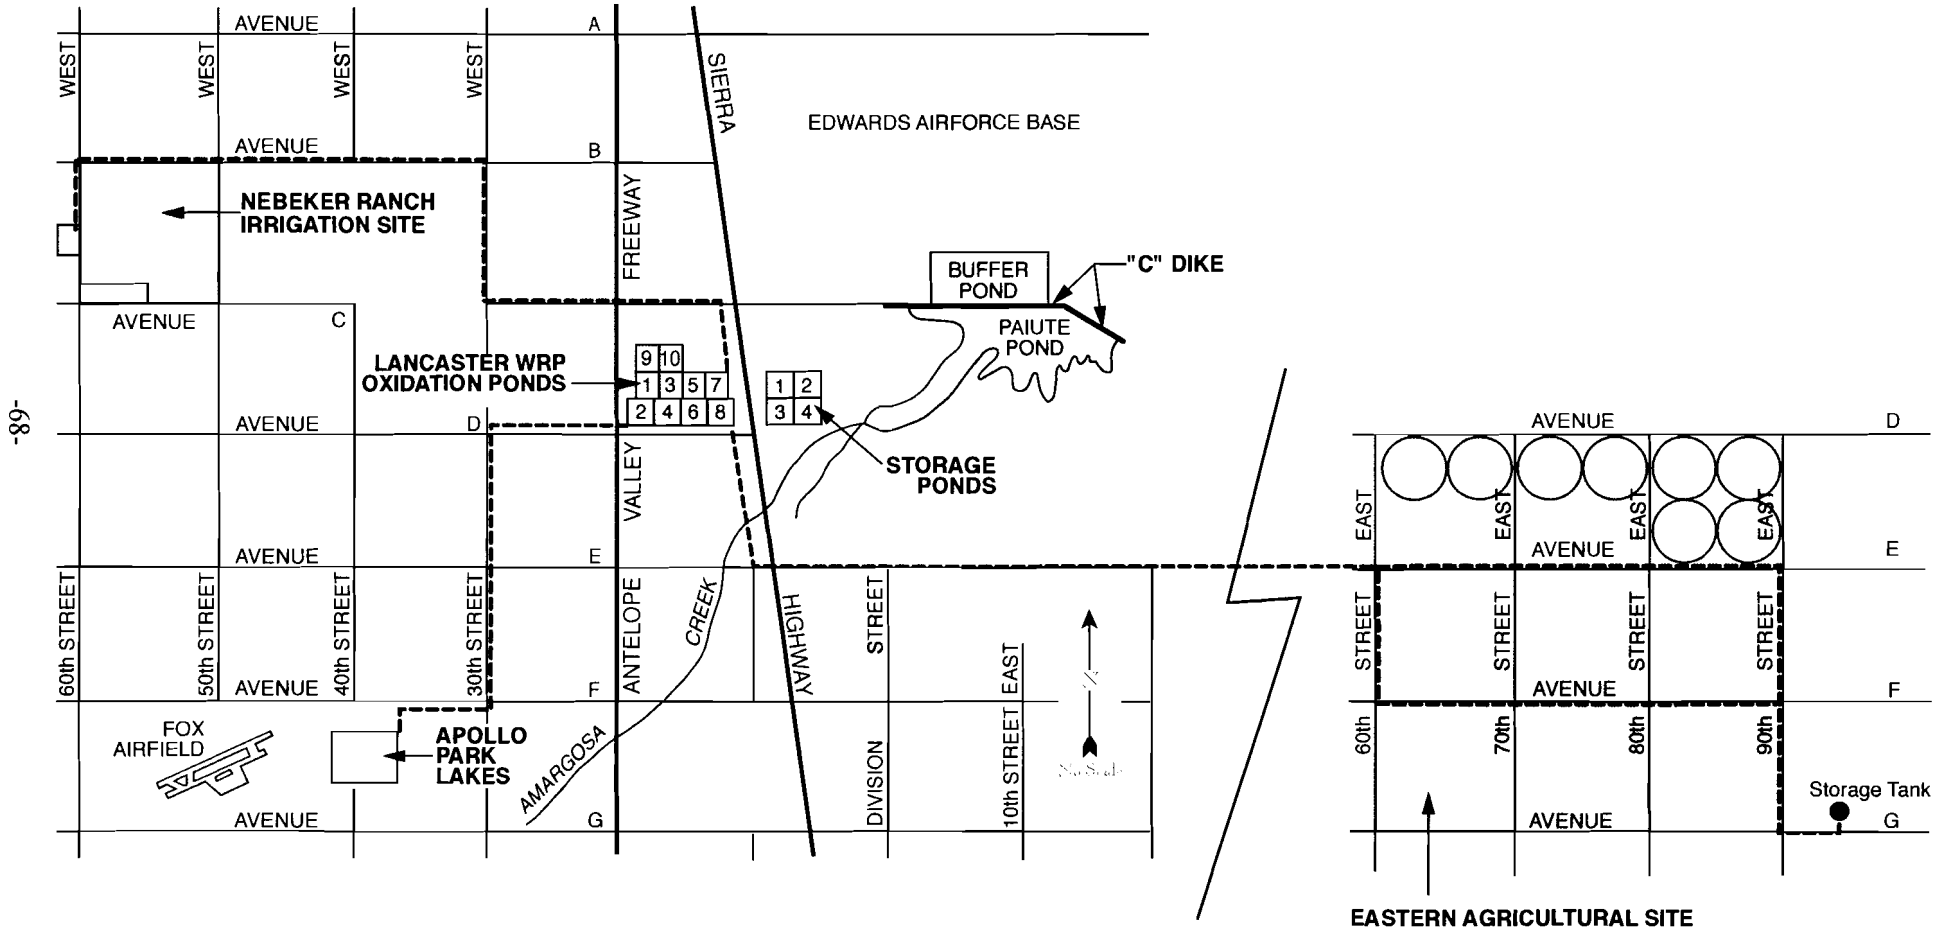 AVENUE A
WEST
WEST
WEST
WEST
SIERRA
EDWARDS AIRFORCE BASE
AVENUE B
NEBEKER RANCH
IRRIGATION SITE
FREEWAY
BUFFER
POND
"C" DIKE
AVENUE C
PAIUTE
POND
LANCASTER WRP
OXIDATION PONDS
9 10
1 3 5 7
2 4 6 8
1 2
3 4
-89-
AVENUE D
VALLEY
STORAGE
PONDS
AVENUE D
EAST
EAST
EAST
EAST
AVENUE E
AVENUE E
60th STREET
50th STREET
40th STREET
30th STREET
ANTELOPE
CREEK
HIGHWAY
STREET
10th STREET EAST
N
STREET
STREET
STREET
STREET
AVENUE F
AVENUE F
FOX
AIRFIELD
APOLLO
PARK
LAKES
AMARGOSA
DIVISION
No Scale
60th
70th
80th
90th
Storage Tank
AVENUE G
AVENUE G
EASTERN AGRICULTURAL SITE